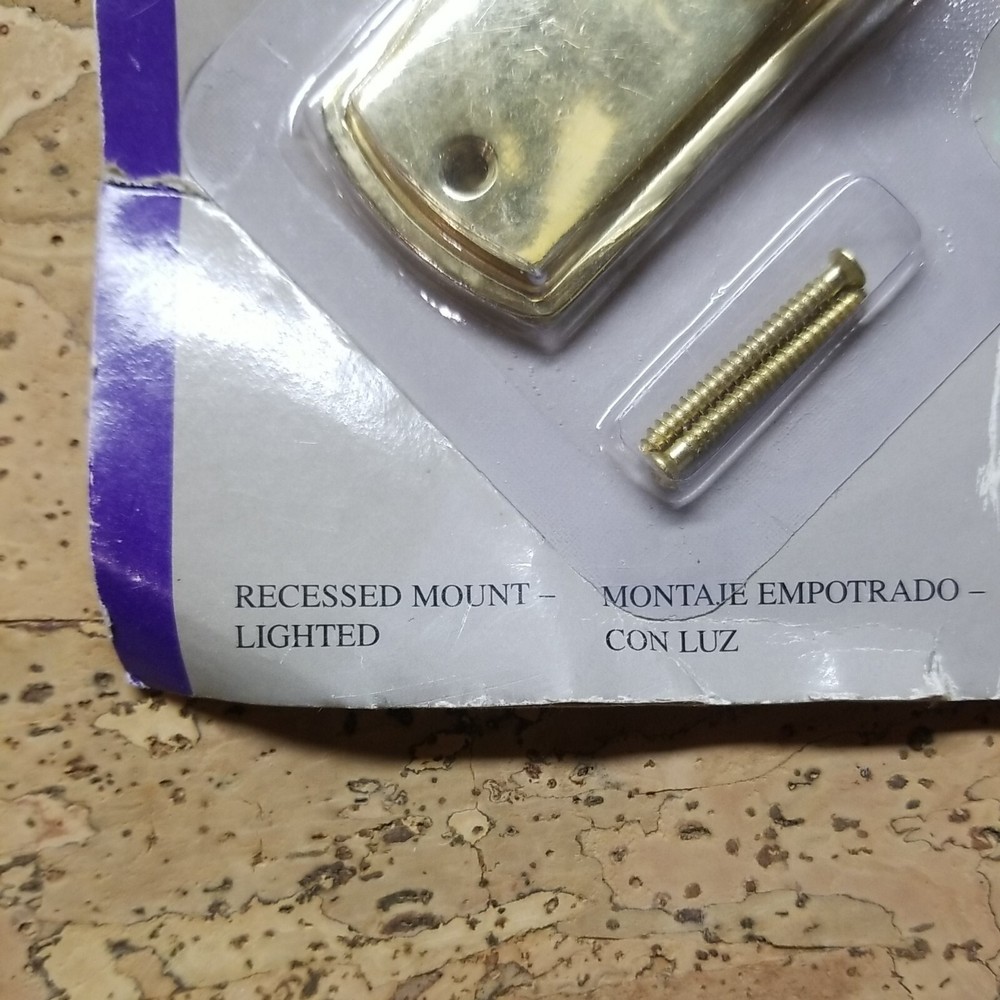 RECESSED MOUNT –
LIGHTED
MONTAJE EMPOTRADO –
CON LUZ